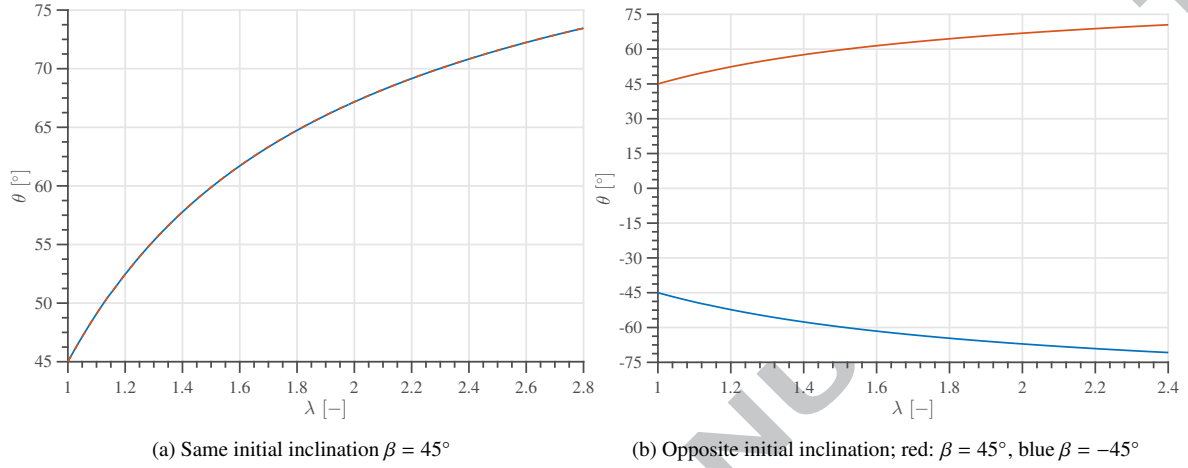 75
70
65
60
55
50
45
θ [°]
1 1.2 1.4 1.6 1.8 2 2.2 2.4 2.6 2.8
λ [−]
(a) Same initial inclination β = 45°
75
60
45
30
15
0
-15
-30
-45
-60
-75
θ [°]
1 1.2 1.4 1.6 1.8 2 2.2 2.4
λ [−]
(b) Opposite initial inclination; red: β = 45°, blue β = −45°
NU